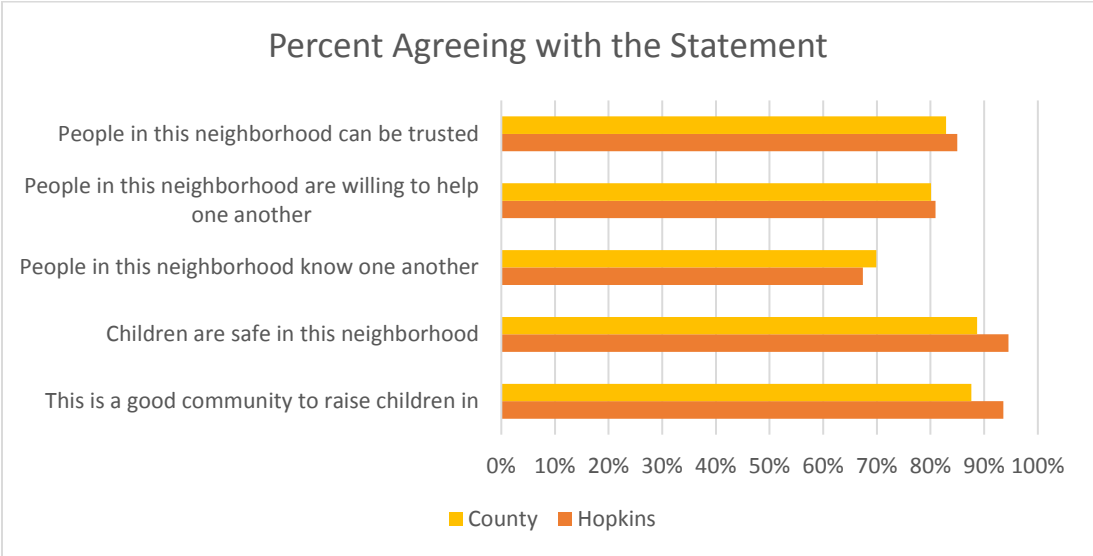 Percent Agreeing with the Statement
People in this neighborhood can be trusted
People in this neighborhood are willing to help
one another
People in this neighborhood know one another
Children are safe in this neighborhood
This is a good community to raise children in
0% 10% 20% 30% 40% 50% 60% 70% 80% 90% 100%
County Hopkins